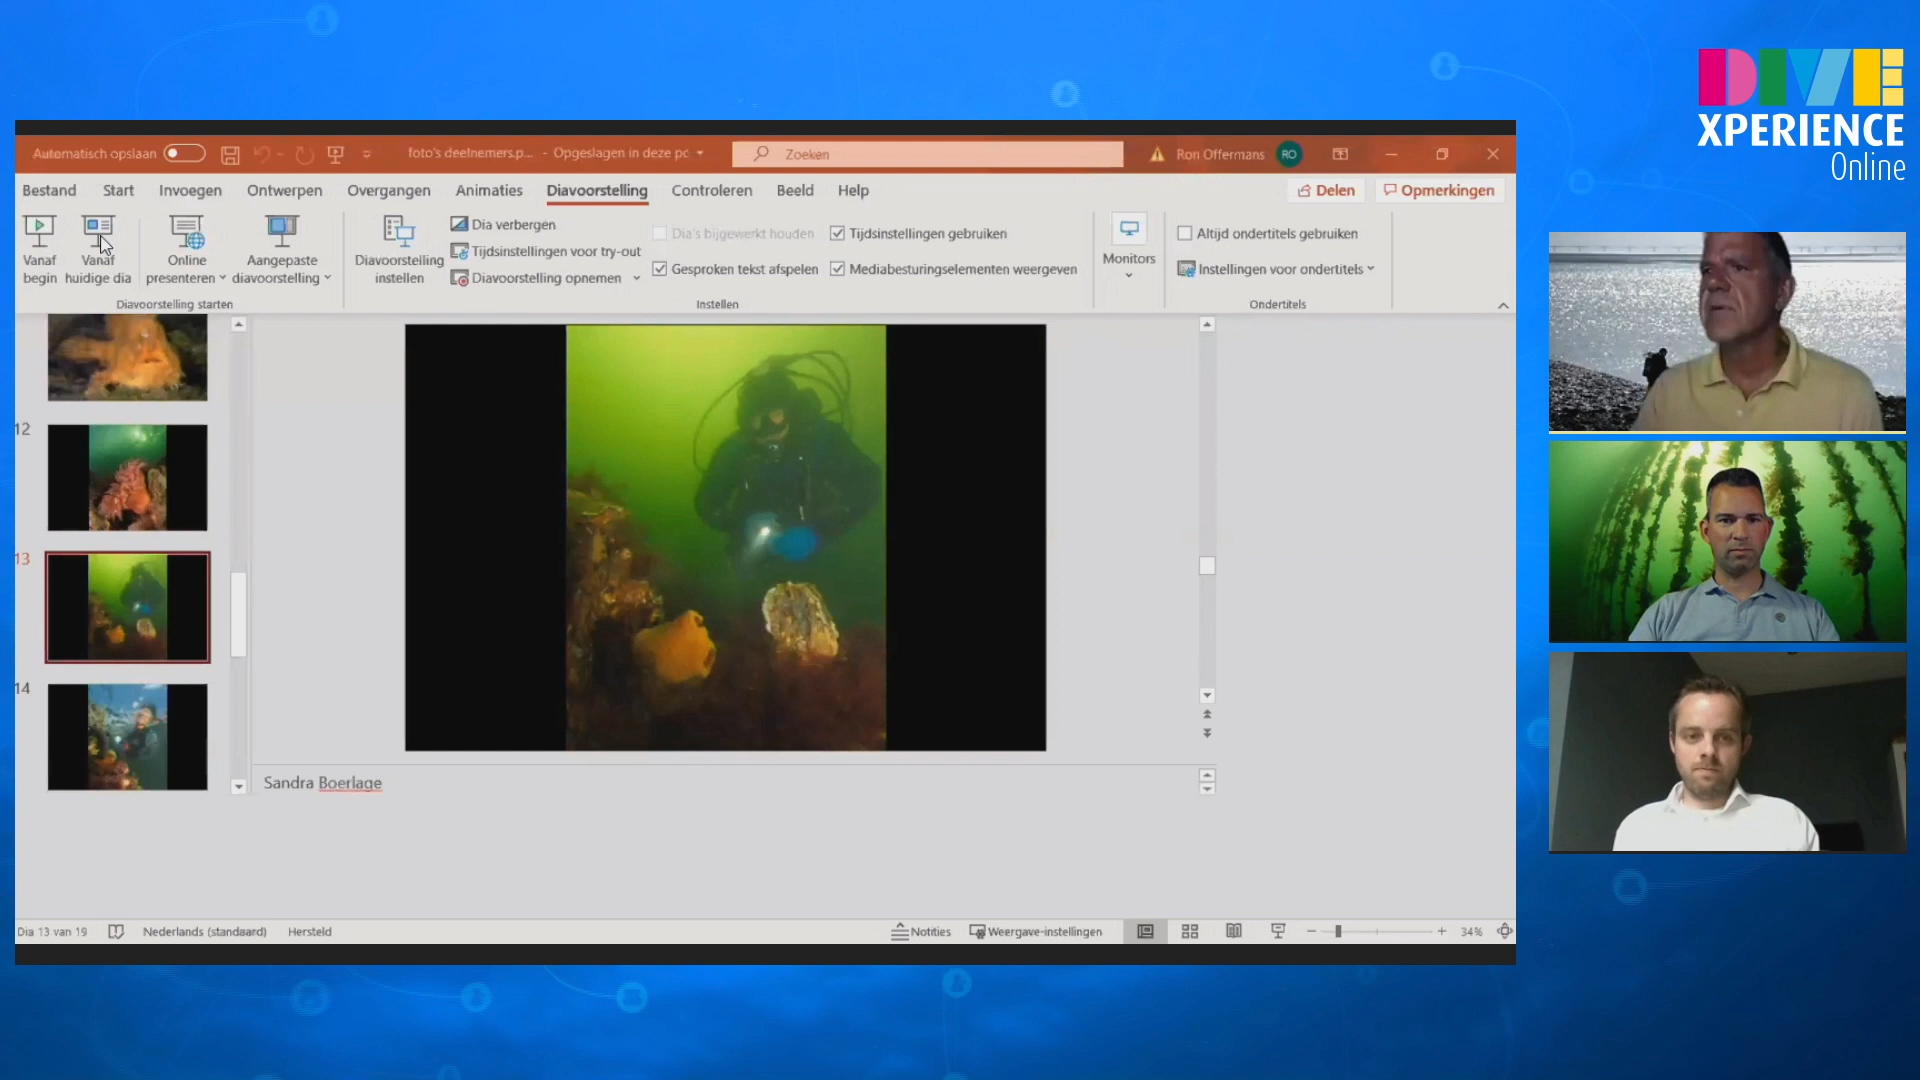 DIVE
XPERIENCE
Online
Automatisch opslaan
foto's deelnemers.p... - Opgeslagen in deze pc
Zoeken
Ron Offermans RO
Bestand Start Invoegen Ontwerpen Overgangen Animaties Diavoorstelling Controleren Beeld Help
Delen Opmerkingen
Vanaf begin
Vanaf huidige dia
Online presenteren
Aangepaste diavoorstelling
Diavoorstelling starten
Diavoorstelling instellen
Dia verbergen
Tijdsinstellingen voor try-out
Diavoorstelling opnemen
Dia's bijgewerkt houden
Gesproken tekst afspelen
Tijdsinstellingen gebruiken
Mediabesturingselementen weergeven
Instellen
Monitors
Altijd ondertitels gebruiken
Instellingen voor ondertitels
Ondertitels
12
13
14
Sandra Boerlage
Dia 13 van 19 Nederlands (standaard) Hersteld
Notities Weergave-instellingen 34%